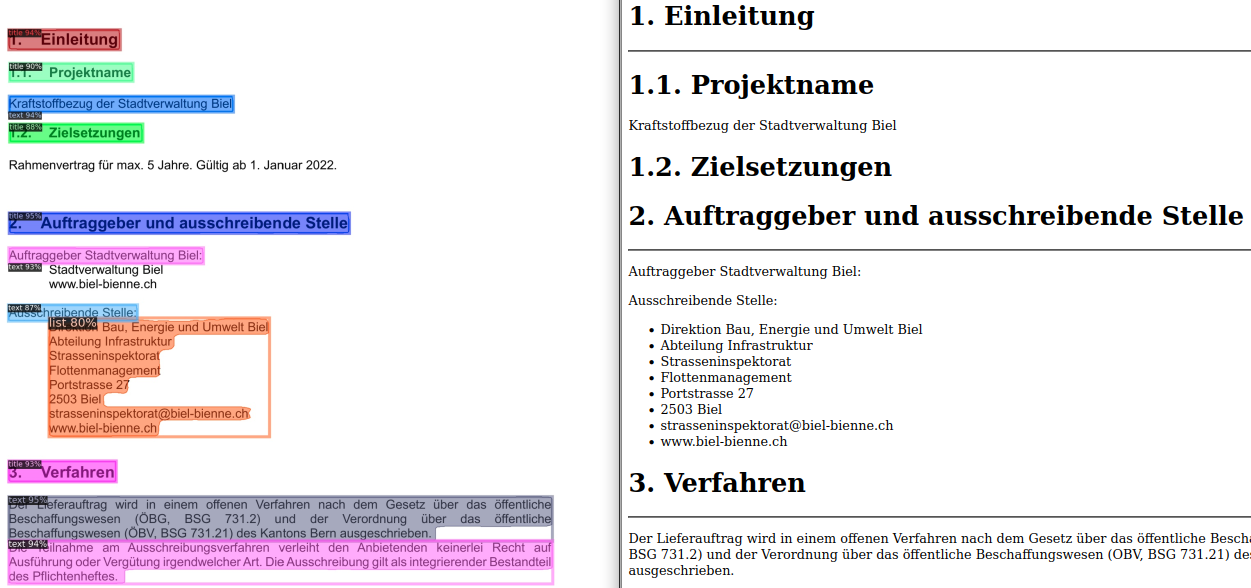 title 94%
1. Einleitung
title 90%
1.1. Projektname
Kraftstoffbezug der Stadtverwaltung Biel
text 94%
title 88%
1.2. Zielsetzungen
Rahmenvertrag für max. 5 Jahre. Gültig ab 1. Januar 2022.
title 95%
2. Auftraggeber und ausschreibende Stelle
Auftraggeber Stadtverwaltung Biel:
text 93%
Stadtverwaltung Biel
www.biel-bienne.ch
text 87%
Ausschreibende Stelle:
list 80%
Direktion Bau, Energie und Umwelt Biel
Abteilung Infrastruktur
Strasseninspektorat
Flottenmanagement
Portstrasse 27
2503 Biel
strasseninspektorat@biel-bienne.ch
www.biel-bienne.ch
title 93%
3. Verfahren
text 95%
Der Lieferauftrag wird in einem offenen Verfahren nach dem Gesetz über das öffentliche
Beschaffungswesen (ÖBG, BSG 731.2) und der Verordnung über das öffentliche
Beschaffungswesen (ÖBV, BSG 731.21) des Kantons Bern ausgeschrieben.
text 94%
Die Teilnahme am Ausschreibungsverfahren verleiht den Anbietenden keinerlei Recht auf
Ausführung oder Vergütung irgendwelcher Art. Die Ausschreibung gilt als integrierender Bestandteil
des Pflichtenheftes.
1. Einleitung
1.1. Projektname
Kraftstoffbezug der Stadtverwaltung Biel
1.2. Zielsetzungen
2. Auftraggeber und ausschreibende Stelle
Auftraggeber Stadtverwaltung Biel:
Ausschreibende Stelle:
• Direktion Bau, Energie und Umwelt Biel
• Abteilung Infrastruktur
• Strasseninspektorat
• Flottenmanagement
• Portstrasse 27
• 2503 Biel
• strasseninspektorat@biel-bienne.ch
• www.biel-bienne.ch
3. Verfahren
Der Lieferauftrag wird in einem offenen Verfahren nach dem Gesetz über das öffentliche Besch
BSG 731.2) und der Verordnung über das öffentliche Beschaffungswesen (OBV, BSG 731.21) de
ausgeschrieben.